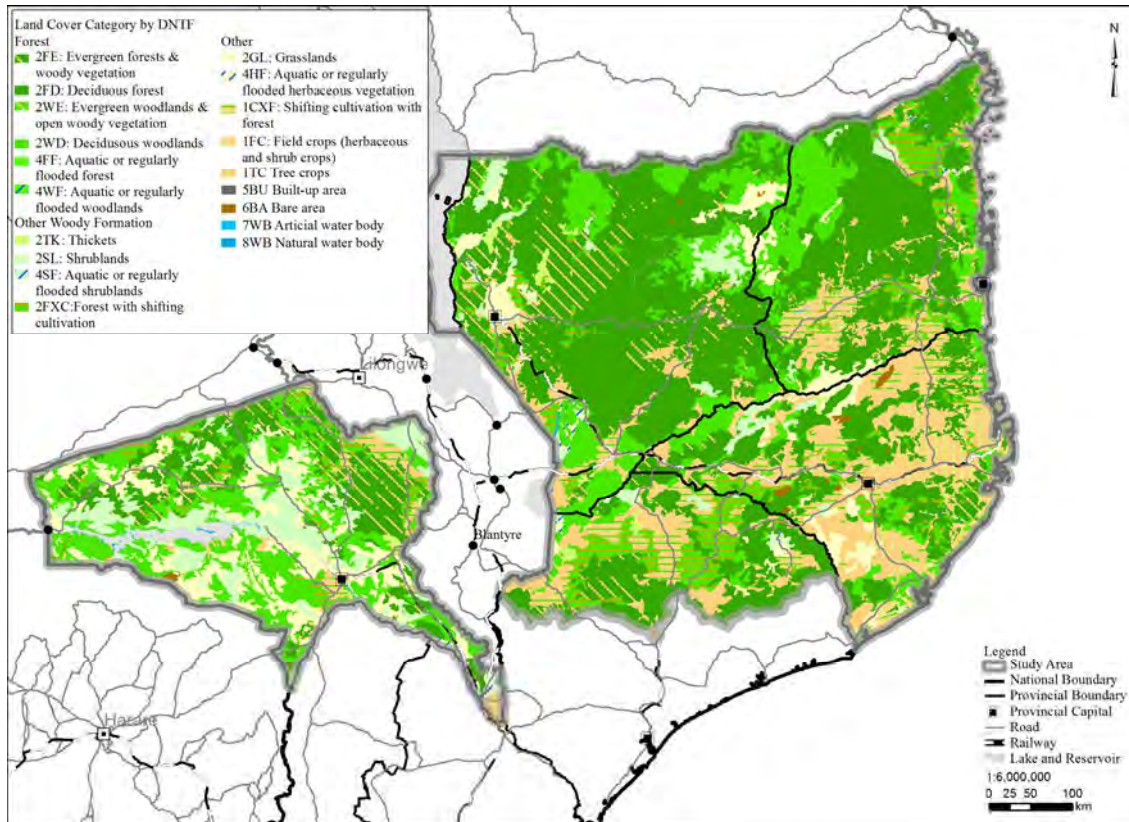 Land Cover Category by DNTF
Forest
2FE: Evergreen forests &
woody vegetation
2FD: Deciduous forest
2WE: Evergreen woodlands &
open woody vegetation
2WD: Decidusous woodlands
4FF: Aquatic or regularly
flooded forest
4WF: Aquatic or regularly
flooded woodlands
Other Woody Formation
2TK: Thickets
2SL: Shrublands
4SF: Aquatic or regularly
flooded shrublands
2FXC:Forest with shifting
cultivation
Other
2GL: Grasslands
4HF: Aquatic or regularly
flooded herbaceous vegetation
1CXF: Shifting cultivation with
forest
1FC: Field crops (herbaceous
and shrub crops)
1TC Tree crops
5BU Built-up area
6BA Bare area
7WB Articial water body
8WB Natural water body
N
Lilongwe
Blantyre
Harare
Legend
Study Area
National Boundary
Provincial Boundary
Provincial Capital
Road
Railway
Lake and Reservoir
1:6,000,000
0 25 50 100
km